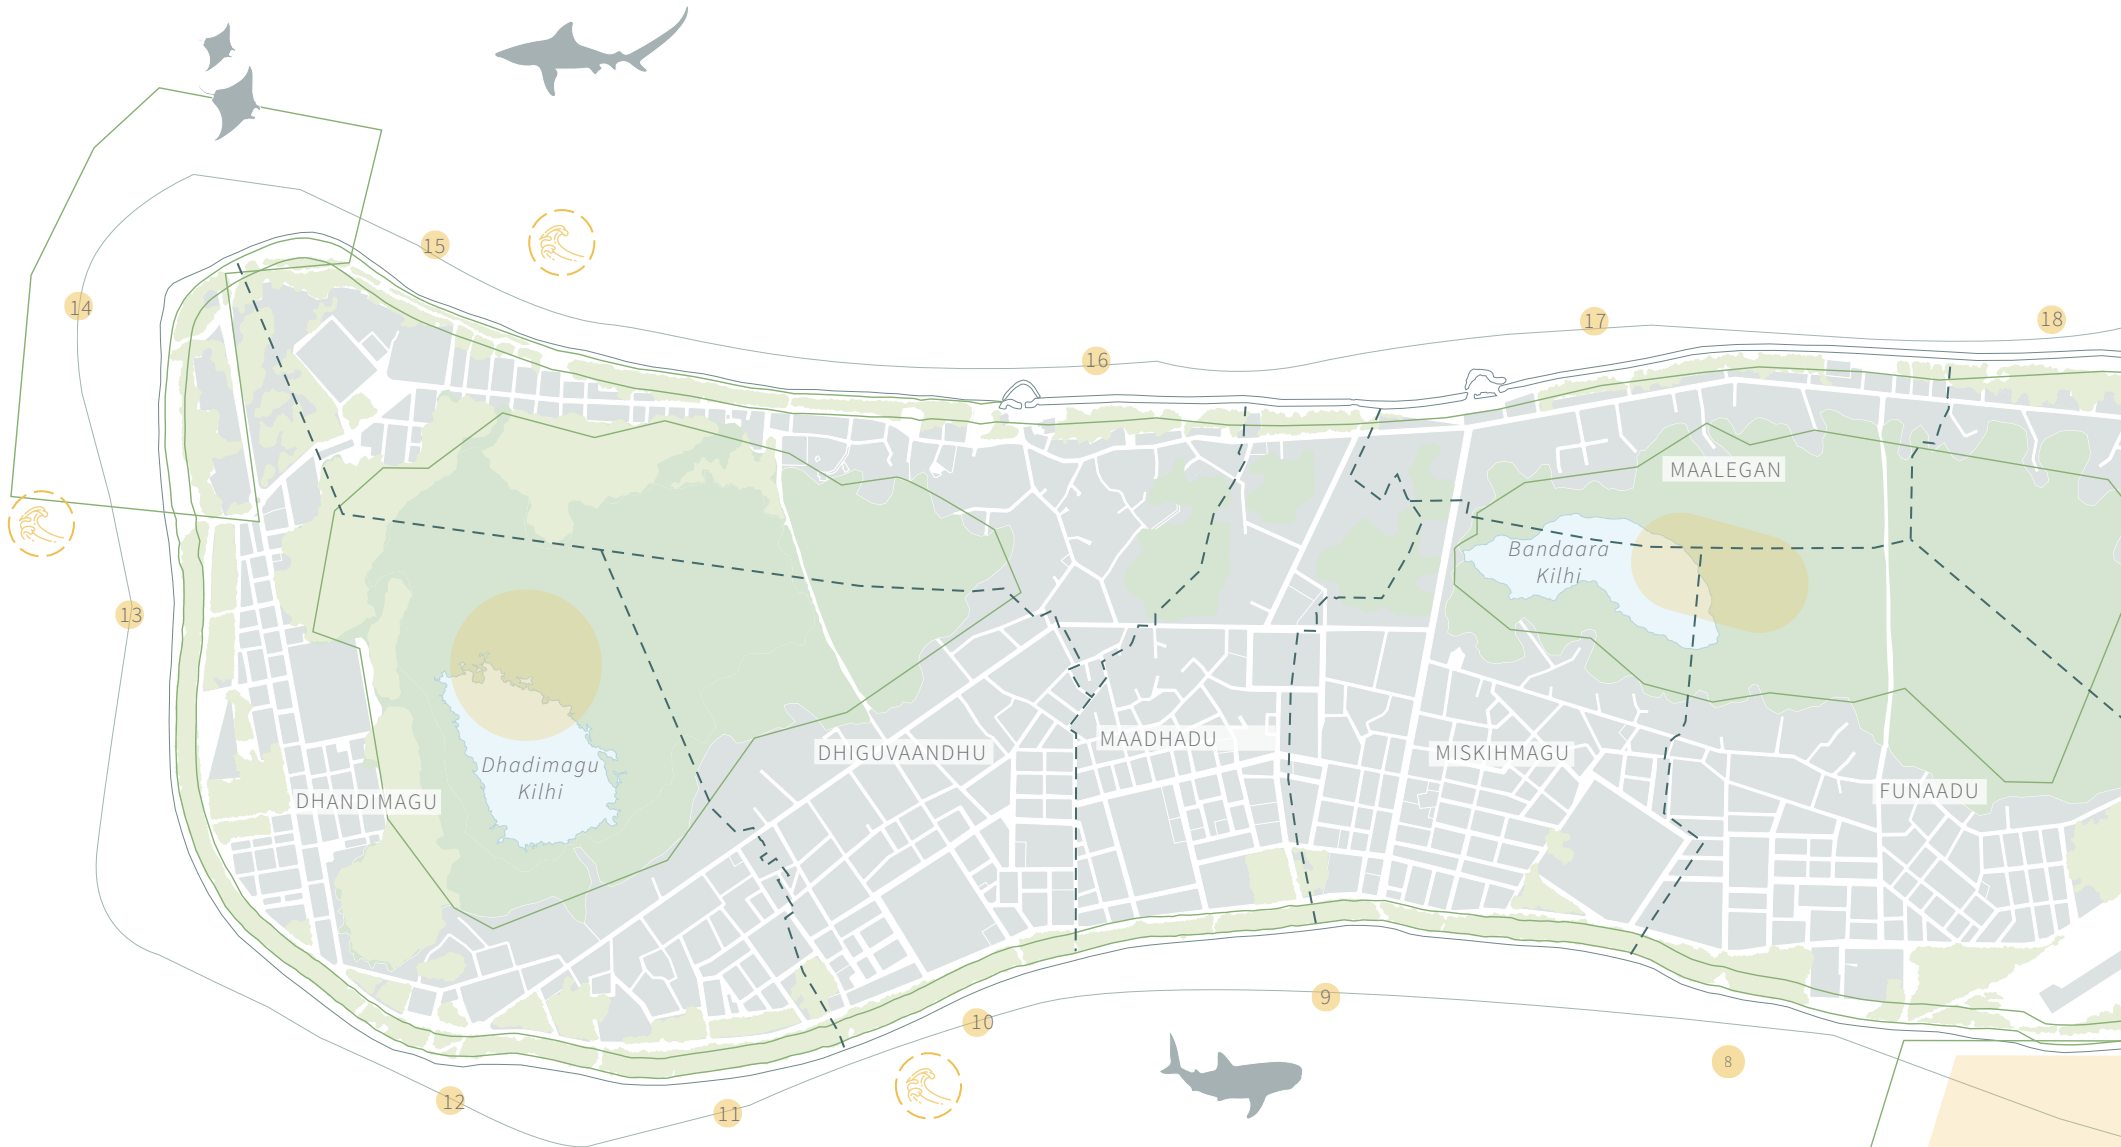 15
14
17
18
16
MAALEGAN
Bandaara
Kilhi
13
MAADHADU
DHIGUVAANDHU
MISKIHMAGU
Dhadimagu
Kilhi
FUNAADU
DHANDIMAGU
9
10
8
12
11